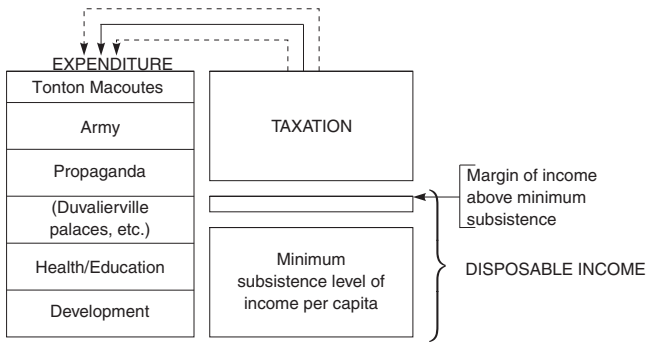 EXPENDITURE
Tonton Macoutes
Army
Propaganda
(Duvalierville
palaces, etc.)
Health/Education
Development
TAXATION
Minimum
subsistence level of
income per capita
Margin of income
above minimum
subsistence
DISPOSABLE INCOME